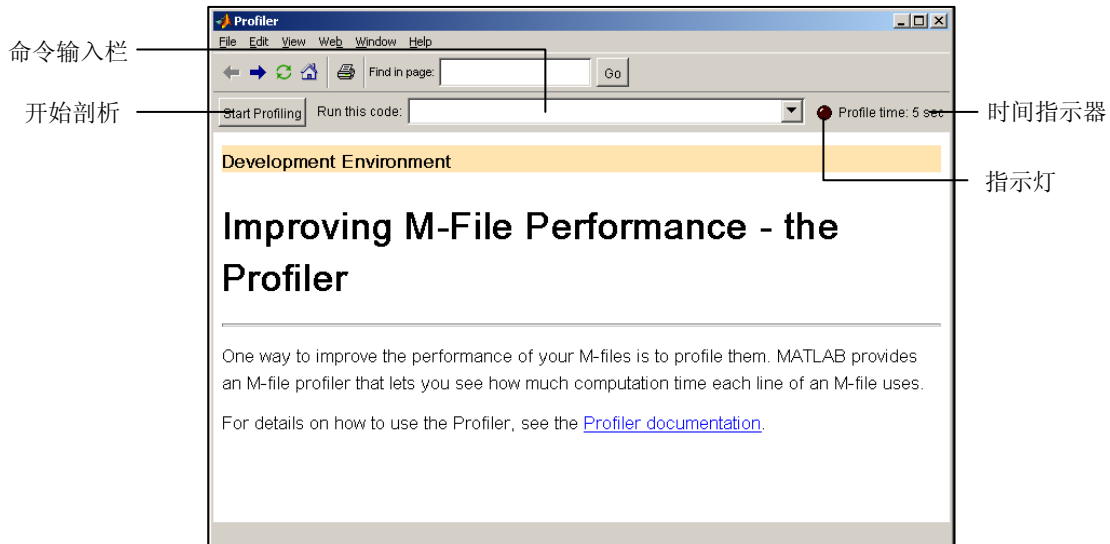 Profiler
File Edit View Web Window Help
命令输入栏
Find in page:
Go
开始剖析
Start Profiling
Run this code:
Profile time: 5 sec
时间指示器
指示灯
Development Environment
Improving M-File Performance - the
Profiler
One way to improve the performance of your M-files is to profile them. MATLAB provides
an M-file profiler that lets you see how much computation time each line of an M-file uses.
For details on how to use the Profiler, see the Profiler documentation.